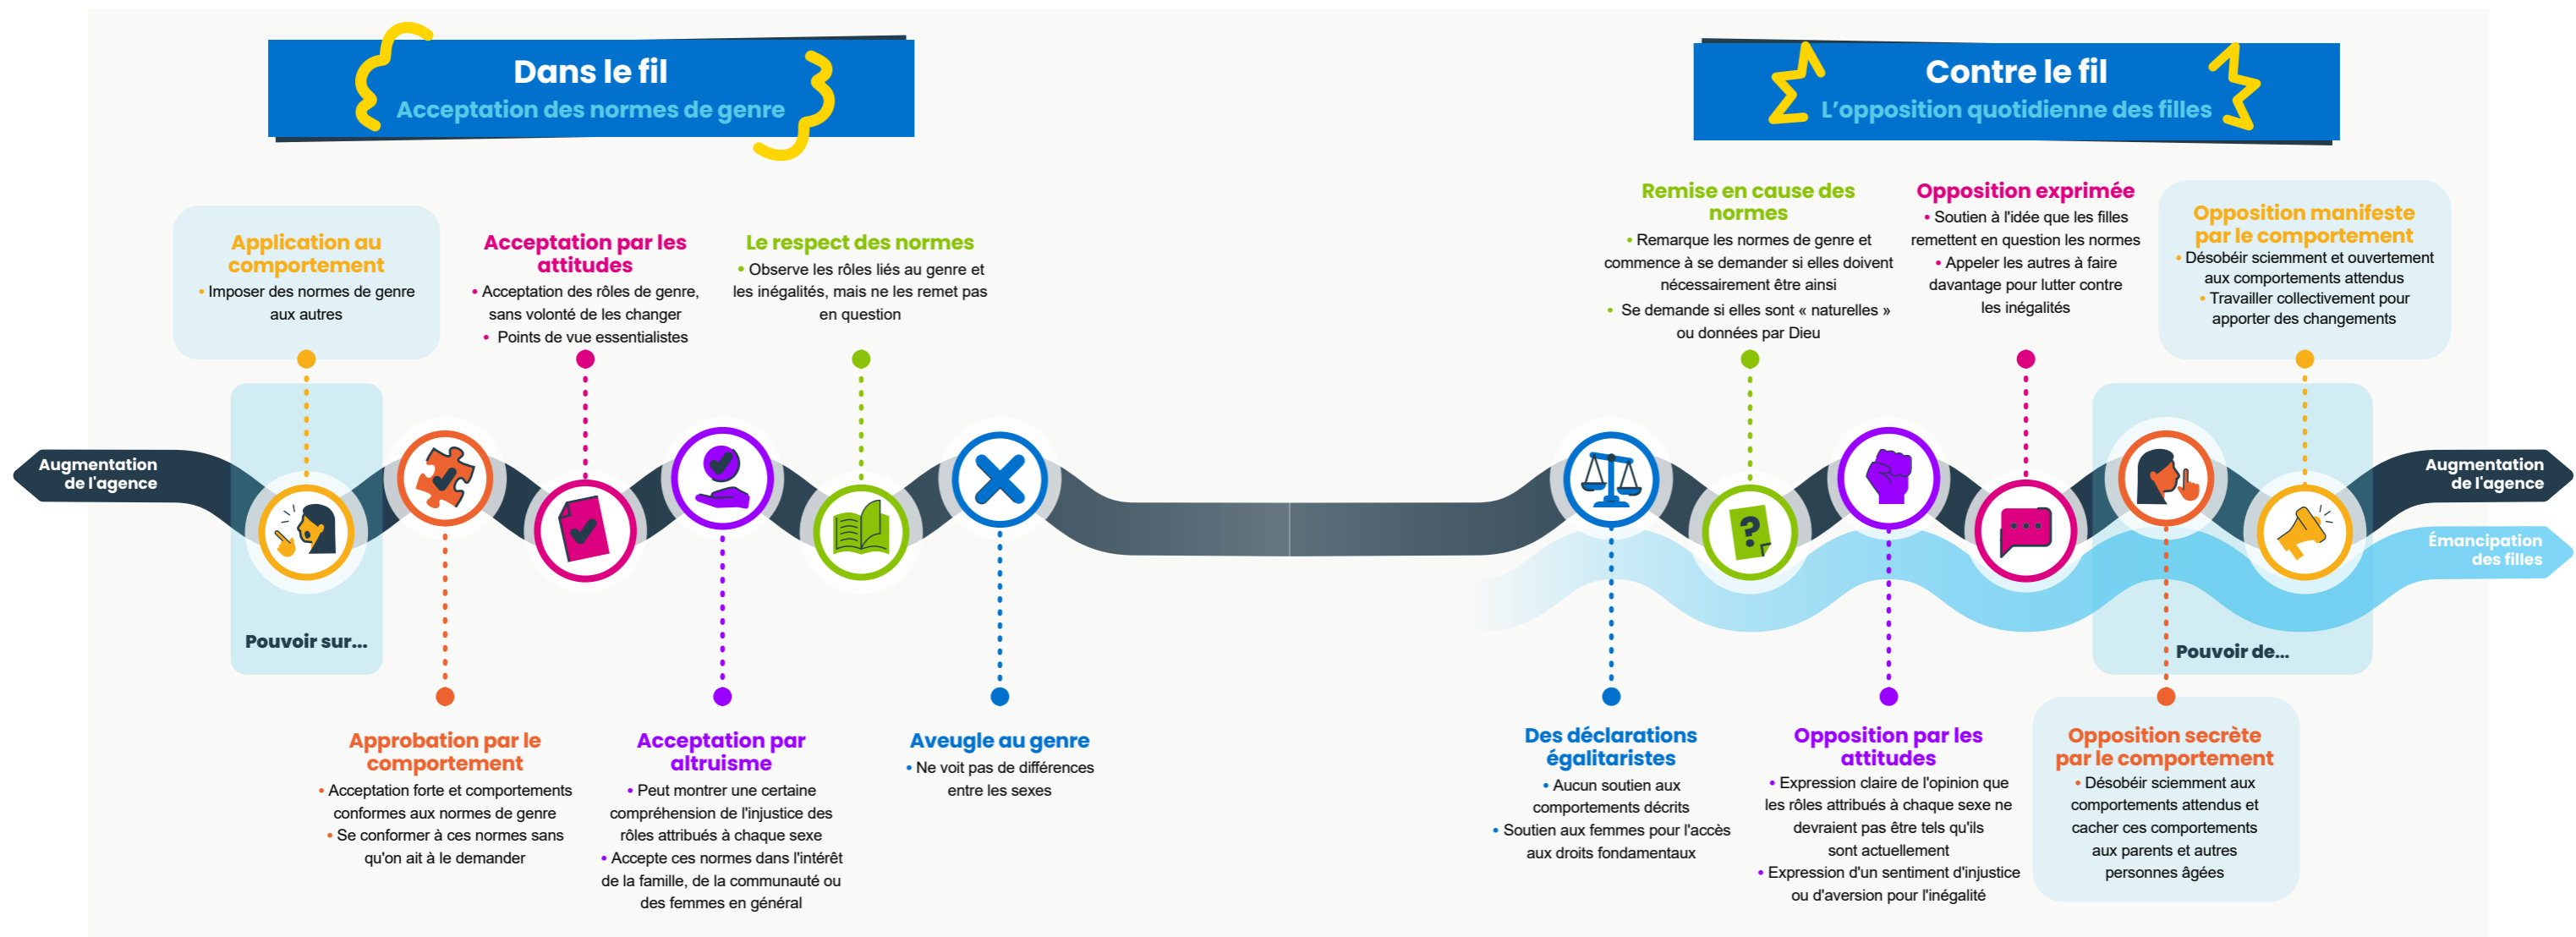 Dans le fil
Acceptation des normes de genre
Contre le fil
L'opposition quotidienne des filles
Application au
comportement
• Imposer des normes de genre
aux autres
Acceptation par les
attitudes
• Acceptation des rôles de genre,
sans volonté de les changer
• Points de vue essentialistes
Le respect des normes
• Observe les rôles liés au genre et
les inégalités, mais ne les remet pas
en question
Remise en cause des
normes
• Remarque les normes de genre et
commence à se demander si elles doivent
nécessairement être ainsi
• Se demande si elles sont « naturelles »
ou données par Dieu
Opposition exprimée
• Soutien à l'idée que les filles
remettent en question les normes
• Appeler les autres à faire
davantage pour lutter contre
les inégalités
Opposition manifeste
par le comportement
• Désobéir sciemment et ouvertement
aux comportements attendus
• Travailler collectivement pour
apporter des changements
Augmentation
de l'agence
?
Augmentation
de l'agence
Émancipation
des filles
Pouvoir sur...
Pouvoir de...
Approbation par le
comportement
• Acceptation forte et comportements
conformes aux normes de genre
• Se conformer à ces normes sans
qu'on ait à le demander
Acceptation par
altruisme
• Peut montrer une certaine
compréhension de l'injustice des
rôles attribués à chaque sexe
• Accepte ces normes dans l'intérêt
de la famille, de la communauté ou
des femmes en général
Aveugle au genre
• Ne voit pas de différences
entre les sexes
Des déclarations
égalitaristes
• Aucun soutien aux
comportements décrits
• Soutien aux femmes pour l'accès
aux droits fondamentaux
Opposition par les
attitudes
• Expression claire de l'opinion que
les rôles attribués à chaque sexe ne
devraient pas être tels qu'ils
sont actuellement
• Expression d'un sentiment d'injustice
ou d'aversion pour l'inégalité
Opposition secrète
par le comportement
• Désobéir sciemment aux
comportements attendus et
cacher ces comportements
aux parents et autres
personnes âgées